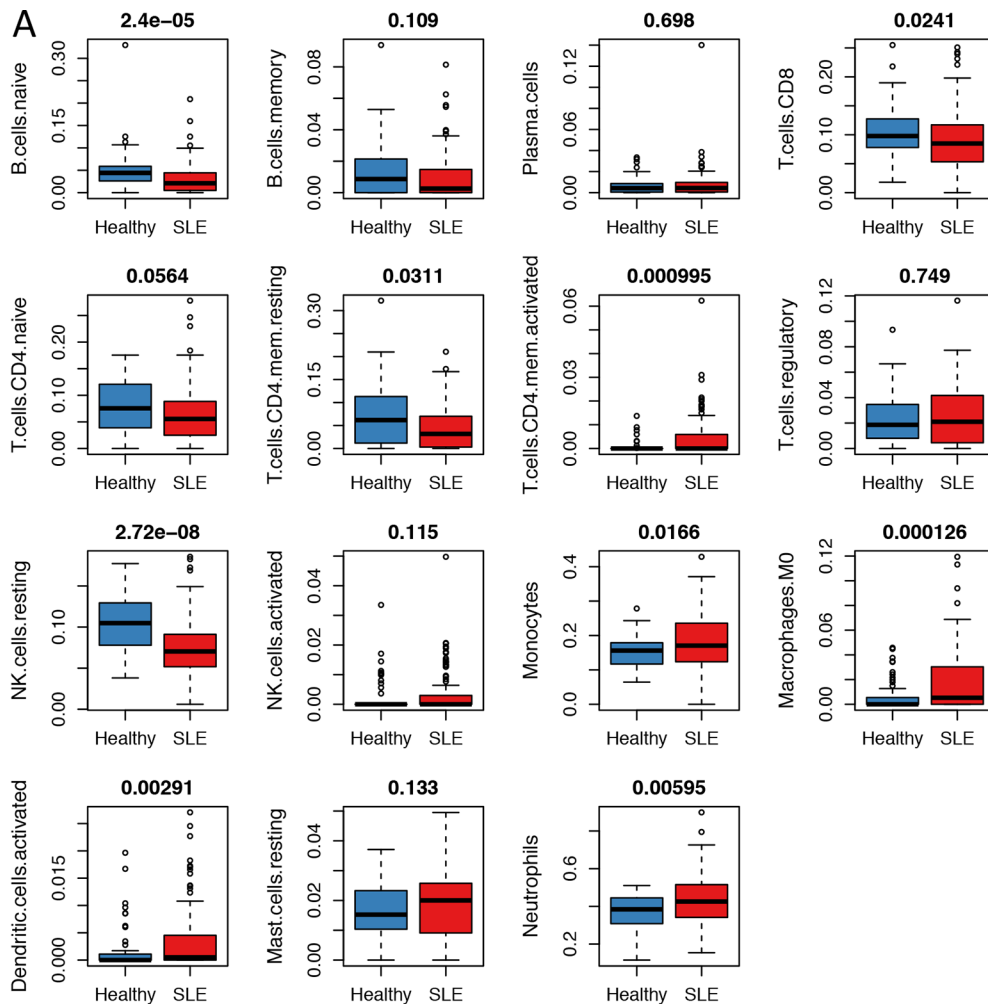 A
2.4e−05
0.109
0.698
0.0241
B.cells.naive
0.00 0.15 0.30
B.cells.memory
0.00 0.04 0.08
Plasma.cells
0.00 0.06 0.12
T.cells.CD8
0.00 0.10 0.20
Healthy SLE
Healthy SLE
Healthy SLE
Healthy SLE
0.0564
0.0311
0.000995
0.749
T.cells.CD4.naive
0.00 0.10 0.20
T.cells.CD4.mem.resting
0.00 0.15 0.30
T.cells.CD4.mem.activated
0.00 0.03 0.06
T.cells.regulatory
0.00 0.04 0.08 0.12
Healthy SLE
Healthy SLE
Healthy SLE
Healthy SLE
2.72e−08
0.115
0.0166
0.000126
NK.cells.resting
0.00 0.10
NK.cells.activated
0.00 0.02 0.04
Monocytes
0.0 0.2 0.4
Macrophages.M0
0.00 0.06 0.12
Healthy SLE
Healthy SLE
Healthy SLE
Healthy SLE
0.00291
0.133
0.00595
Dendritic.cells.activated
0.000 0.015
Mast.cells.resting
0.00 0.02 0.04
Neutrophils
0.2 0.6
Healthy SLE
Healthy SLE
Healthy SLE